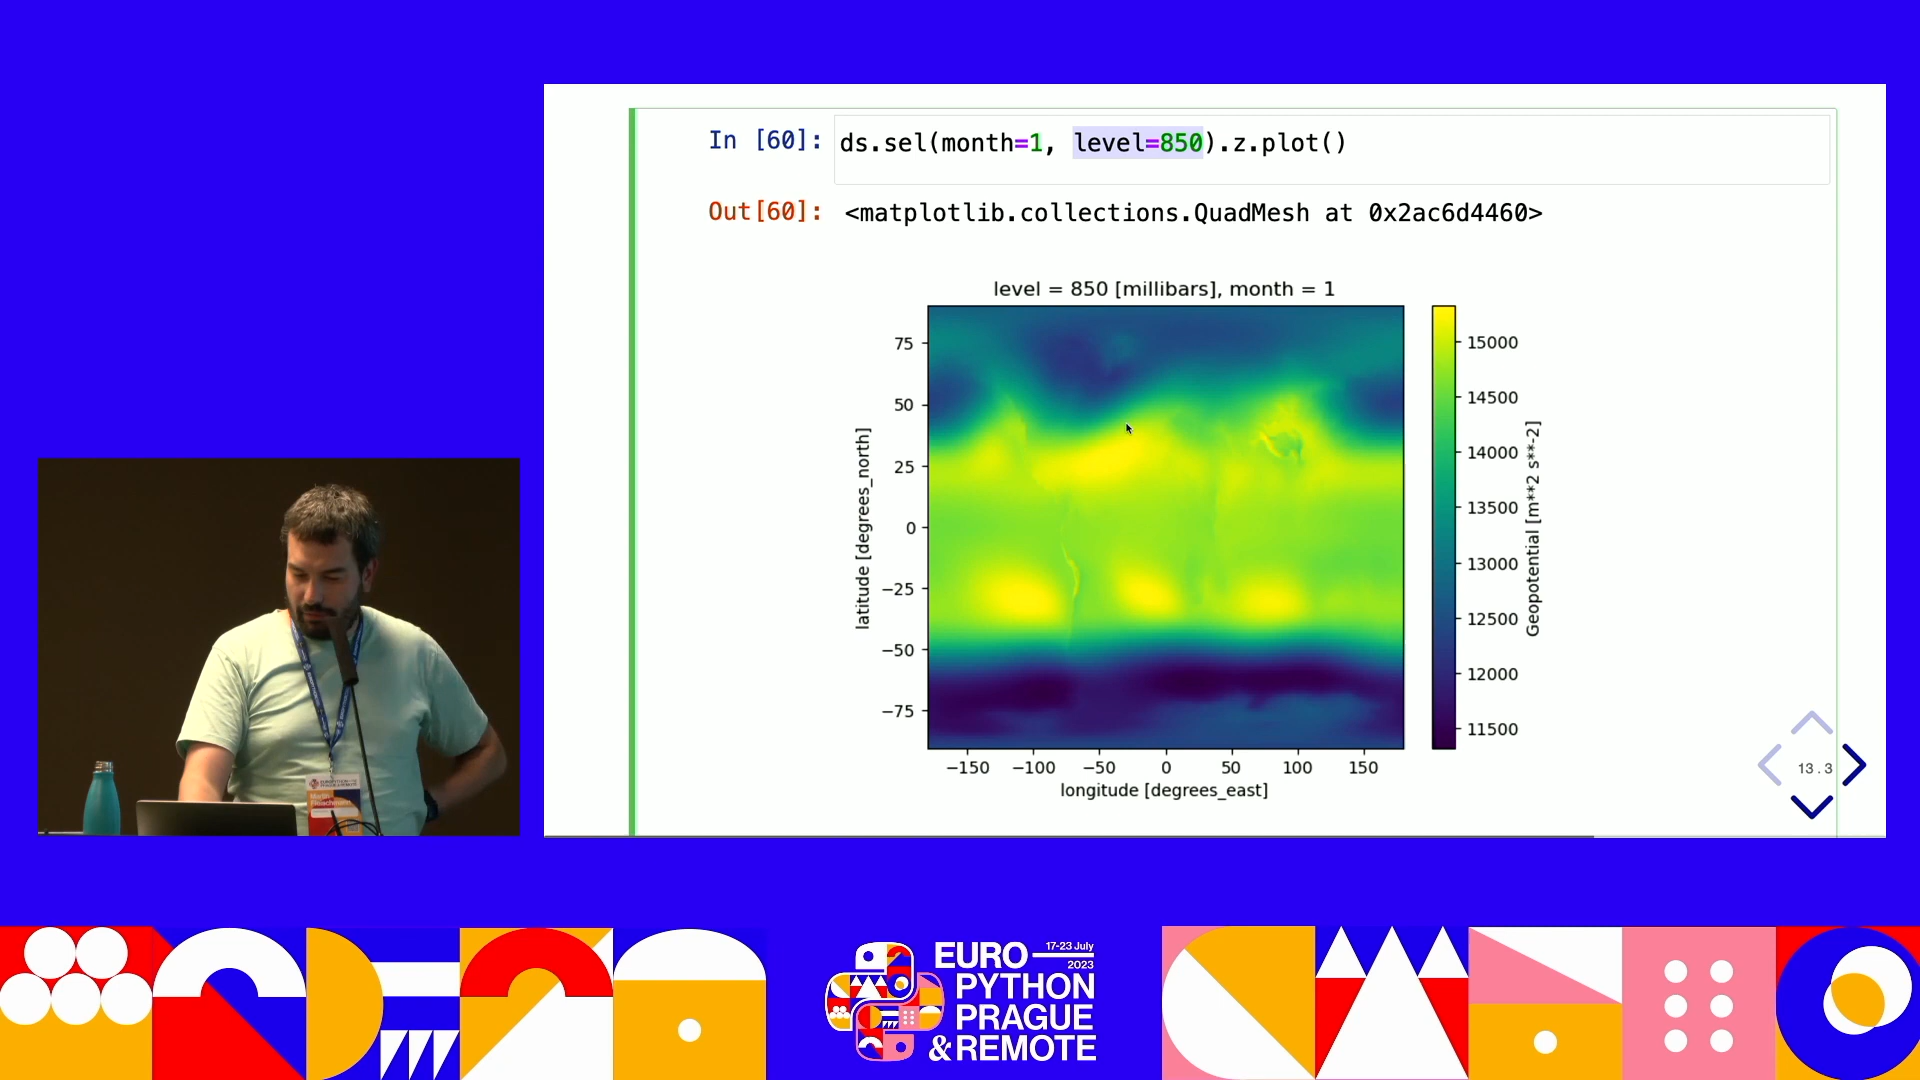 In [60]:
ds.sel(month=1, level=850).z.plot()
Out[60]:
<matplotlib.collections.QuadMesh at 0x2ac6d4460>
level = 850 [millibars], month = 1
75
50
25
0
−25
−50
−75
latitude [degrees_north]
−150 −100 −50 0 50 100 150
longitude [degrees_east]
15000
14500
14000
13500
13000
12500
12000
11500
Geopotential [m**2 s**-2]
13.3
Martin
Fleischmann
EURO
17-23 July
2023
PYTHON
PRAGUE
&REMOTE